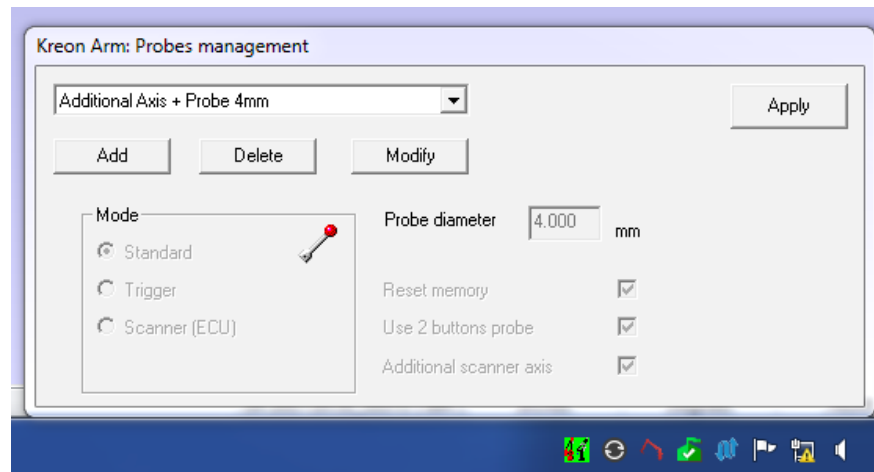 Kreon Arm: Probes management
Additional Axis + Probe 4mm
Apply
Add Delete Modify
Mode
Standard
Trigger
Scanner (ECU)
Probe diameter 4.000 mm
Reset memory
Use 2 buttons probe
Additional scanner axis